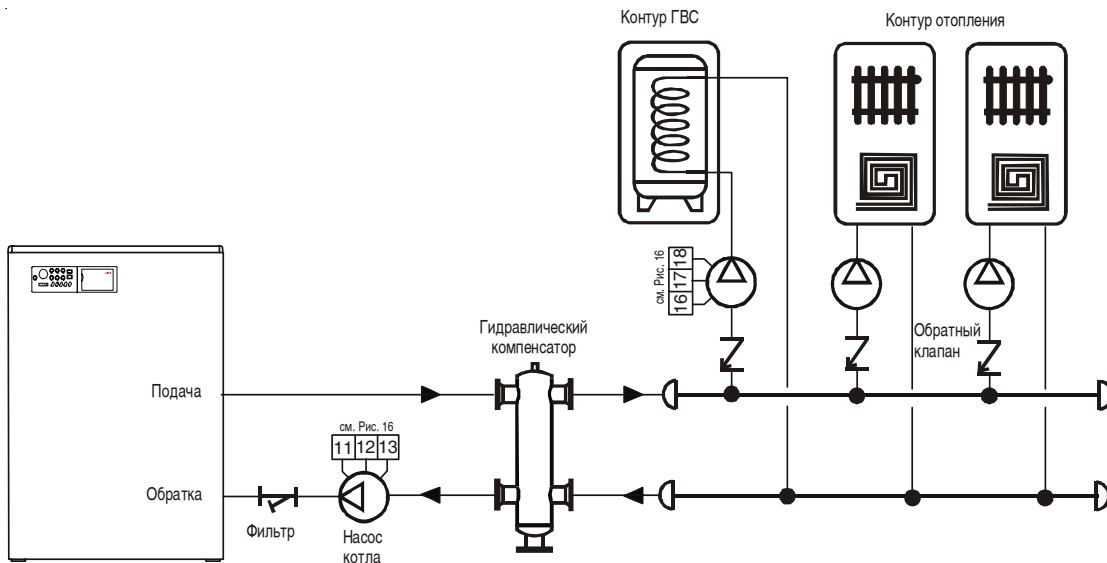 Контур ГВС
Контур отопления
см. Рис. 16
16 17 18
Гидравлический
компенсатор
Обратный
клапан
Подача
см. Рис. 16
11 12 13
Обратка
Фильтр
Насос
котла